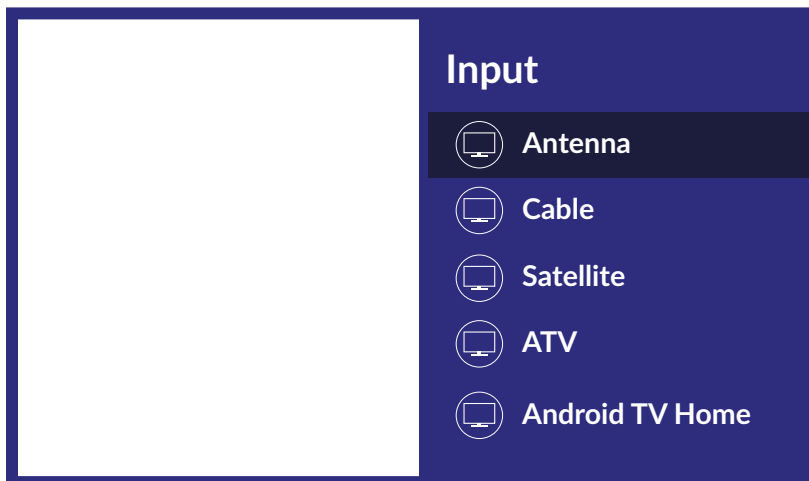 Input
Antenna
Cable
Satellite
ATV
Android TV Home